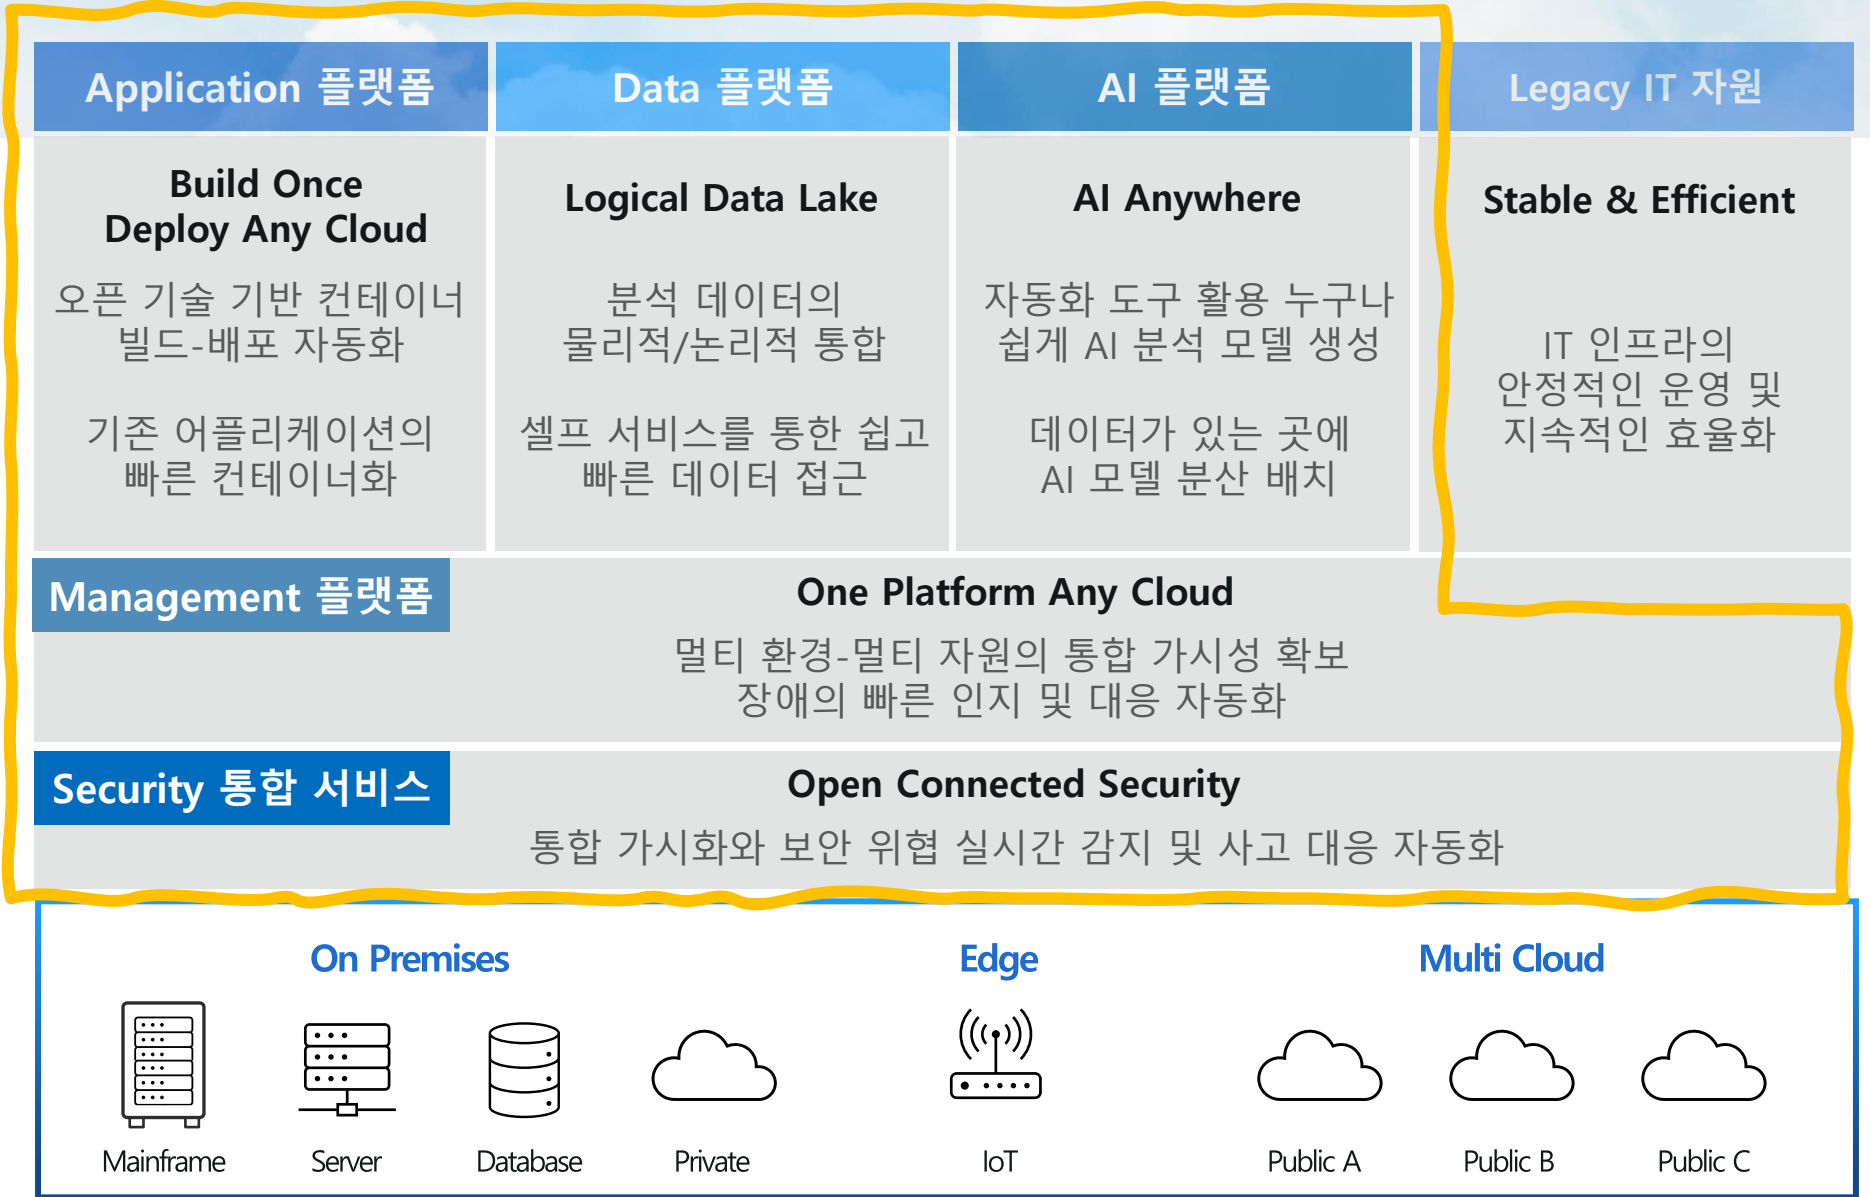 Application 플랫폼
Data 플랫폼
AI 플랫폼
Legacy IT 자원
Build Once
Deploy Any Cloud
오픈 기술 기반 컨테이너
빌드-배포 자동화
기존 어플리케이션의
빠른 컨테이너화
Logical Data Lake
분석 데이터의
물리적/논리적 통합
셀프 서비스를 통한 쉽고
빠른 데이터 접근
AI Anywhere
자동화 도구 활용 누구나
쉽게 AI 분석 모델 생성
데이터가 있는 곳에
AI 모델 분산 배치
Stable & Efficient
IT 인프라의
안정적인 운영 및
지속적인 효율화
Management 플랫폼
One Platform Any Cloud
멀티 환경-멀티 자원의 통합 가시성 확보
장애의 빠른 인지 및 대응 자동화
Security 통합 서비스
Open Connected Security
통합 가시화와 보안 위협 실시간 감지 및 사고 대응 자동화
On Premises
Edge
Multi Cloud
Mainframe
Server
Database
Private
IoT
Public A
Public B
Public C